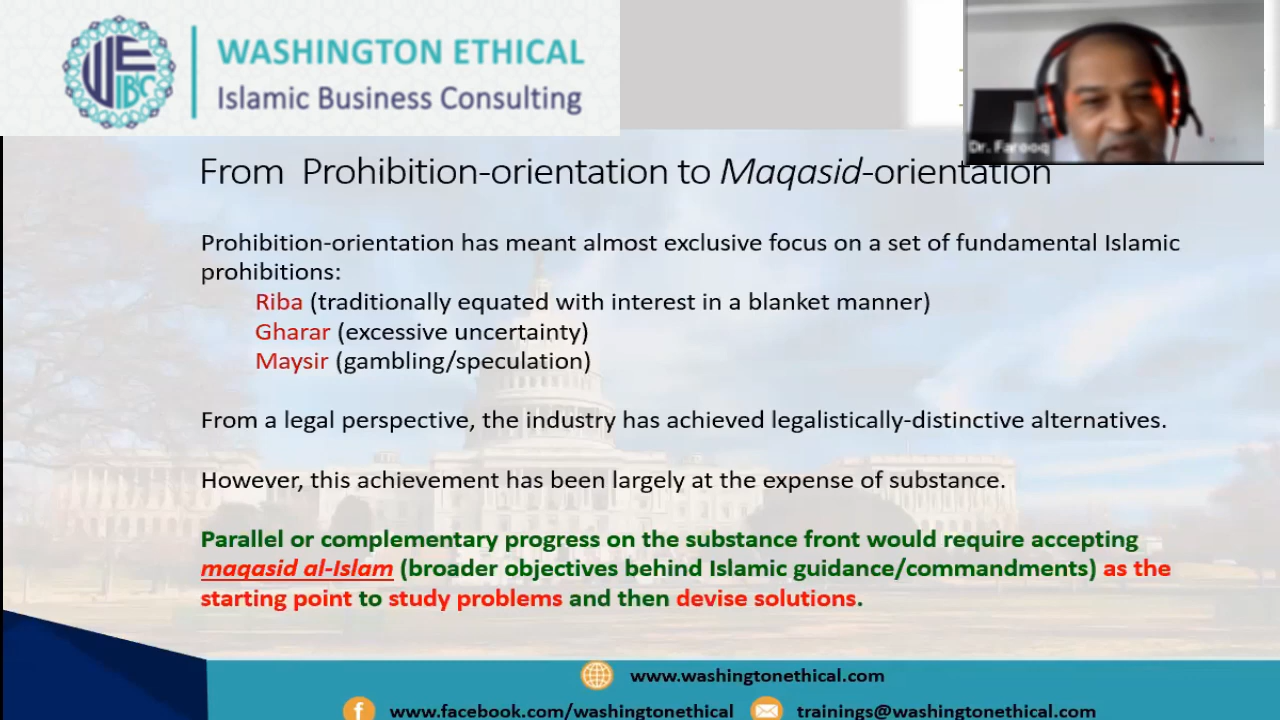 WEIBC
WASHINGTON ETHICAL
Islamic Business Consulting
Dr. Farooq
From Prohibition-orientation to Maqasid-orientation
Prohibition-orientation has meant almost exclusive focus on a set of fundamental Islamic
prohibitions:
Riba (traditionally equated with interest in a blanket manner)
Gharar (excessive uncertainty)
Maysir (gambling/speculation)
From a legal perspective, the industry has achieved legalistically-distinctive alternatives.
However, this achievement has been largely at the expense of substance.
Parallel or complementary progress on the substance front would require accepting
maqasid al-Islam (broader objectives behind Islamic guidance/commandments) as the
starting point to study problems and then devise solutions.
www.washingtonethical.com
www.facebook.com/washingtonethical
trainings@washingtonethical.com